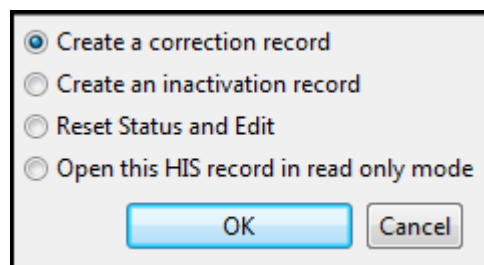 Create a correction record
Create an inactivation record
Reset Status and Edit
Open this HIS record in read only mode
OK Cancel